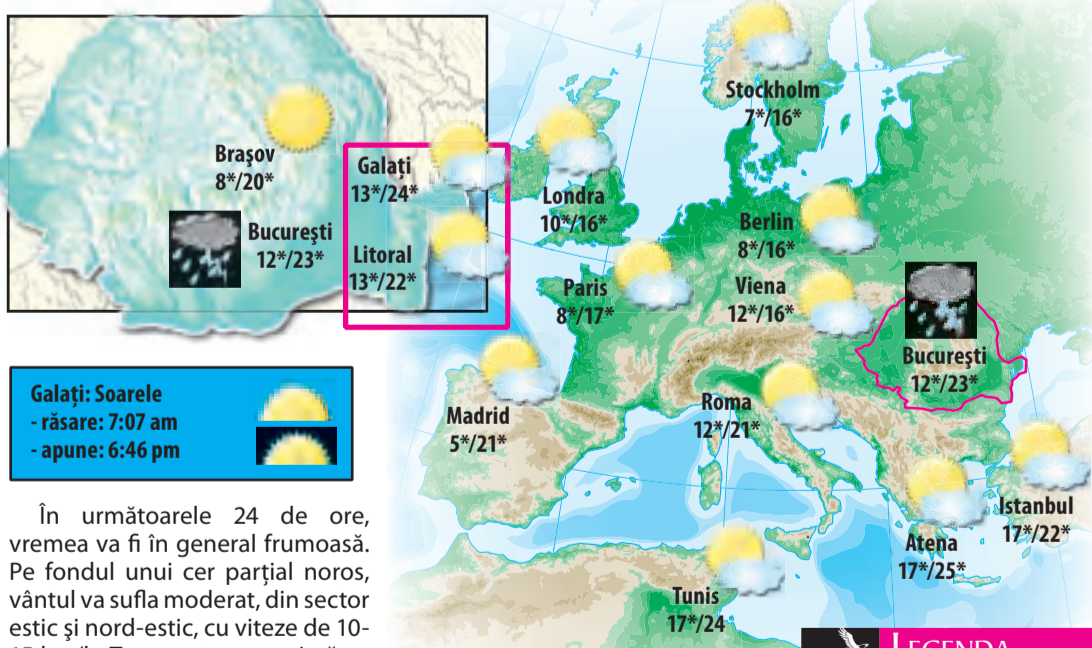 Braşov
8*/20*
Bucureşti
12*/23*
Galaţi
13*/24*
Litoral
13*/22*
Stockholm
7*/16*
Londra
10*/16*
Berlin
8*/16*
Paris
8*/17*
Viena
12*/16*
Bucureşti
12*/23*
Madrid
5*/21*
Roma
12*/21*
Istanbul
17*/22*
Atena
17*/25*
Tunis
17*/24
Galaţi: Soarele
- răsare: 7:07 am
- apune: 6:46 pm
În următoarele 24 de ore,
vremea va fi în general frumoasă.
Pe fondul unui cer parţial noros,
vântul va sufla moderat, din sector
estic şi nord-estic, cu viteze de 10-
LEGENDA